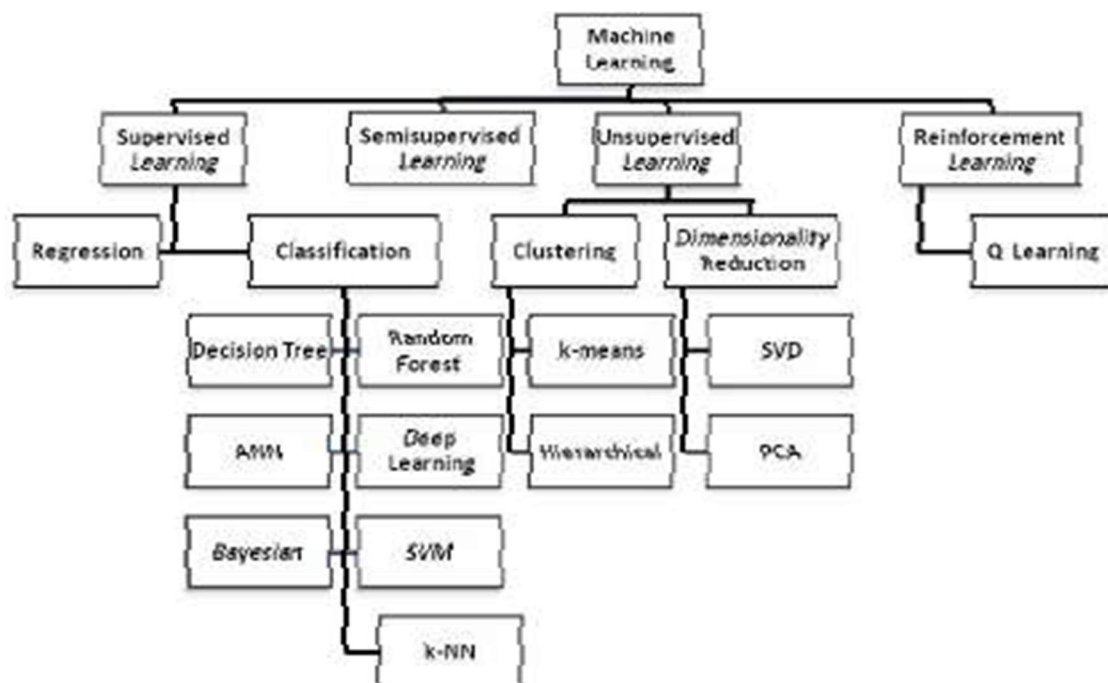 Machine
Learning
Supervised
Learning
Semisupervised
Learning
Unsupervised
Learning
Reinforcement
Learning
Regression
Classification
Clustering
Dimensionality
Reduction
Q Learning
Decision Tree
Random
Forest
k-means
SVD
ANN
Deep
Learning
Hierarchical
PCA
Bayesian
SVM
k-NN